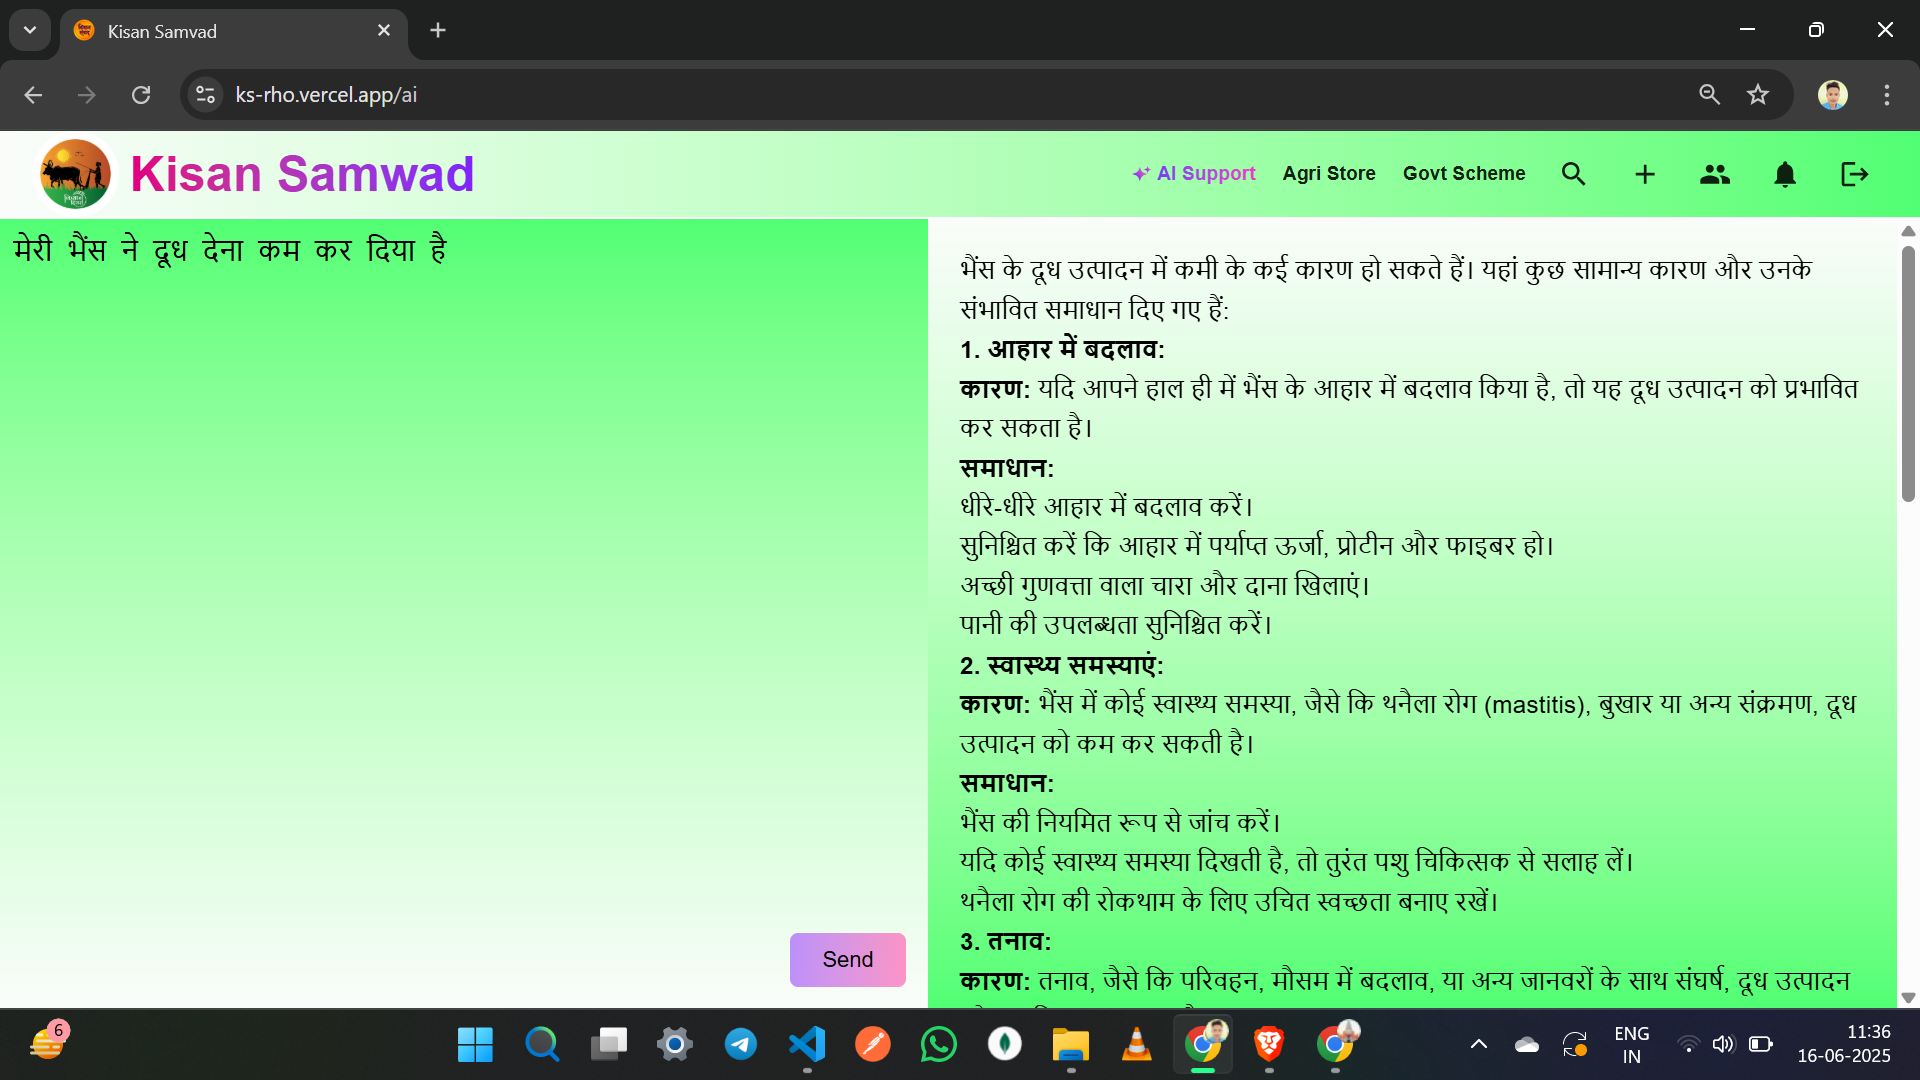 Kisan Samvad
ks-rho.vercel.app/ai
Kisan Samwad
AI Support
Agri Store
Govt Scheme
मेरी भैंस ने दूध देना कम कर दिया है
Send
भैंस के दूध उत्पादन में कमी के कई कारण हो सकते हैं। यहां कुछ सामान्य कारण और उनके
संभावित समाधान दिए गए हैं:
1. आहार में बदलाव:
कारण: यदि आपने हाल ही में भैंस के आहार में बदलाव किया है, तो यह दूध उत्पादन को प्रभावित
कर सकता है।
समाधान:
धीरे-धीरे आहार में बदलाव करें।
सुनिश्चित करें कि आहार में पर्याप्त ऊर्जा, प्रोटीन और फाइबर हो।
अच्छी गुणवत्ता वाला चारा और दाना खिलाएं।
पानी की उपलब्धता सुनिश्चित करें।
2. स्वास्थ्य समस्याएं:
कारण: भैंस में कोई स्वास्थ्य समस्या, जैसे कि थनैला रोग (mastitis), बुखार या अन्य संक्रमण, दूध
उत्पादन को कम कर सकती है।
समाधान:
भैंस की नियमित रूप से जांच करें।
यदि कोई स्वास्थ्य समस्या दिखती है, तो तुरंत पशु चिकित्सक से सलाह लें।
थनैला रोग की रोकथाम के लिए उचित स्वच्छता बनाए रखें।
3. तनाव:
कारण: तनाव, जैसे कि परिवहन, मौसम में बदलाव, या अन्य जानवरों के साथ संघर्ष, दूध उत्पादन
6
ENG
IN
11:36
16-06-2025